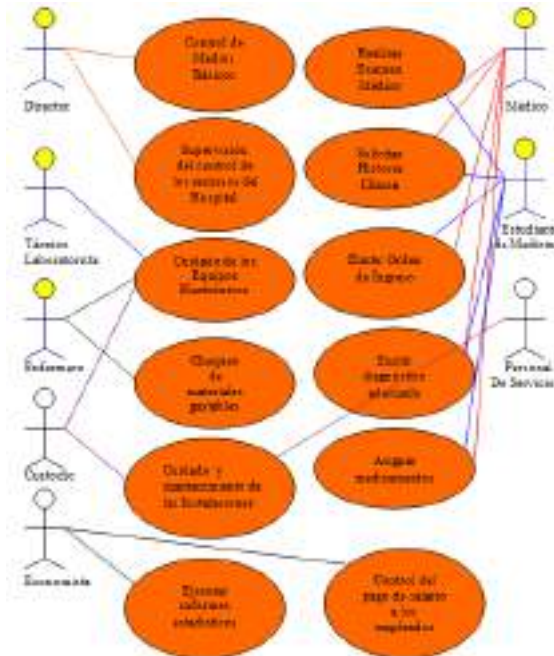 Control de
Medios
Básicos
Realizar
Examen
Médico
Director
Médico
Supervisión
del control de
los recursos del
Hospital
Solicitar
Historia
Clínica
Técnico
Laboratorista
Estudiante
de Medicina
Cuidado de los
Equipos
Electrónicos
Emitir Orden
de Ingreso
Enfermero
Chequeo
de
materiales
gastables
Emitir
diagnóstico
Personal
De Servicio
Custodio
Cuidado y
mantenimiento de
las Instalaciones
Asignar
medicamentos
Economista
Ejecutar
informes
estadísticos
Control del
pago de salario
a los
empleados